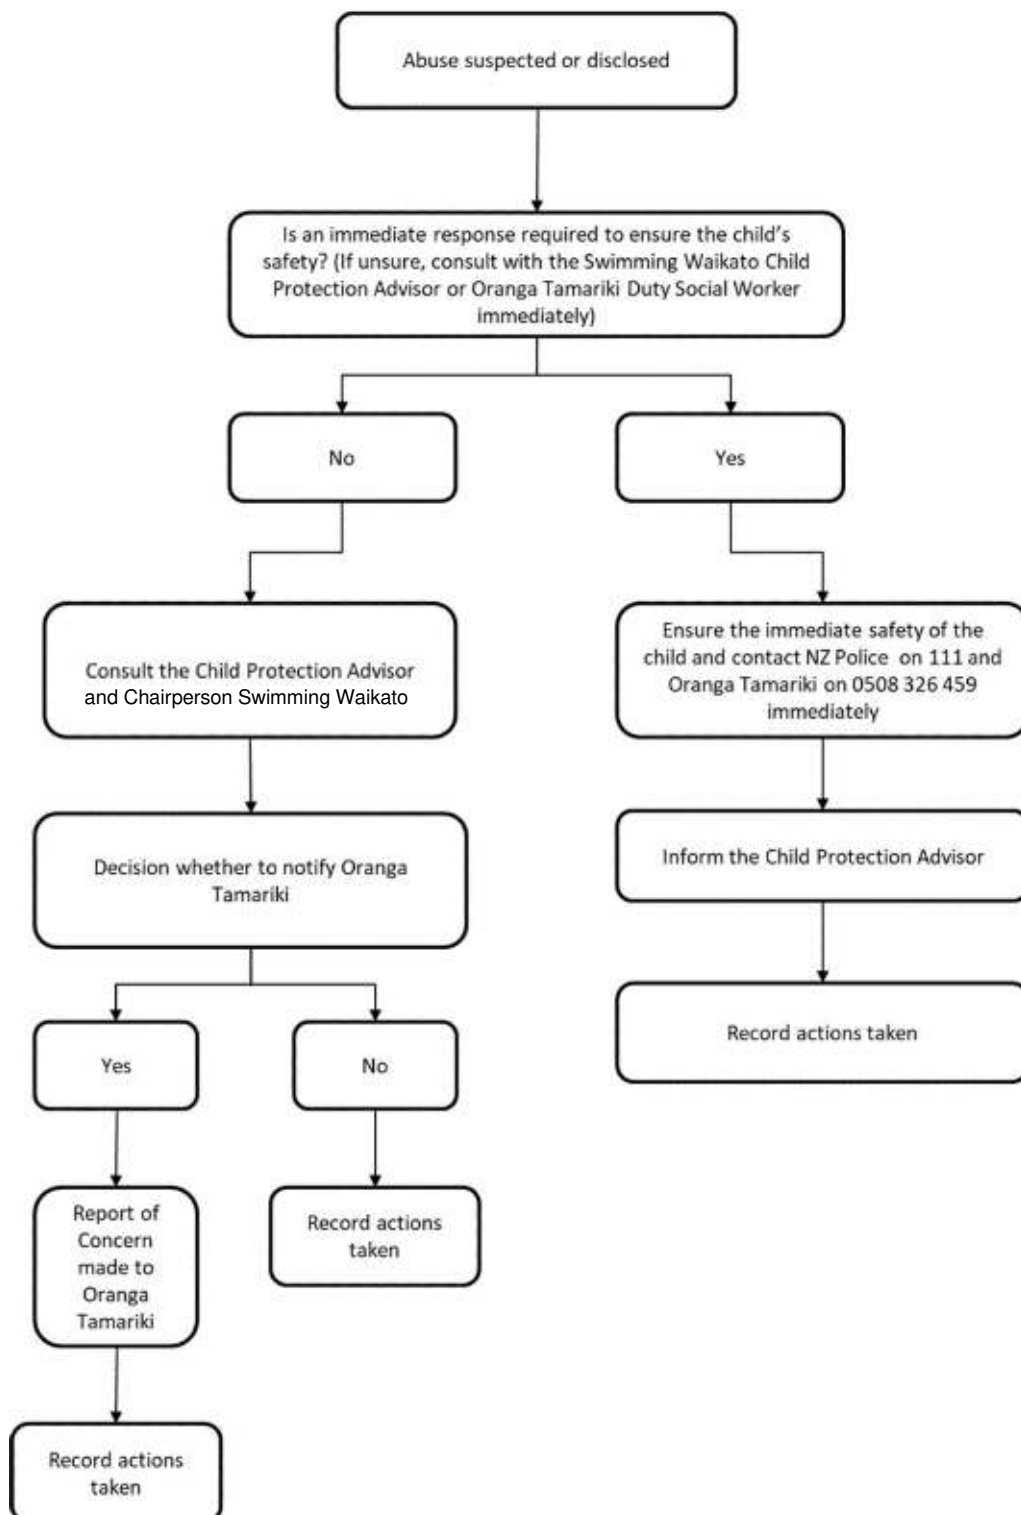 Abuse suspected or disclosed
Is an immediate response required to ensure the child's
safety? (If unsure, consult with the Swimming Waikato Child
Protection Advisor or Oranga Tamariki Duty Social Worker
immediately)
No
Yes
Consult the Child Protection Advisor
and Chairperson Swimming Waikato
Ensure the immediate safety of the
child and contact NZ Police on 111 and
Oranga Tamariki on 0508 326 459
immediately
Decision whether to notify Oranga
Tamariki
Inform the Child Protection Advisor
Yes
No
Record actions taken
Report of
Concern
made to
Oranga
Tamariki
Record actions
taken
Record actions
taken